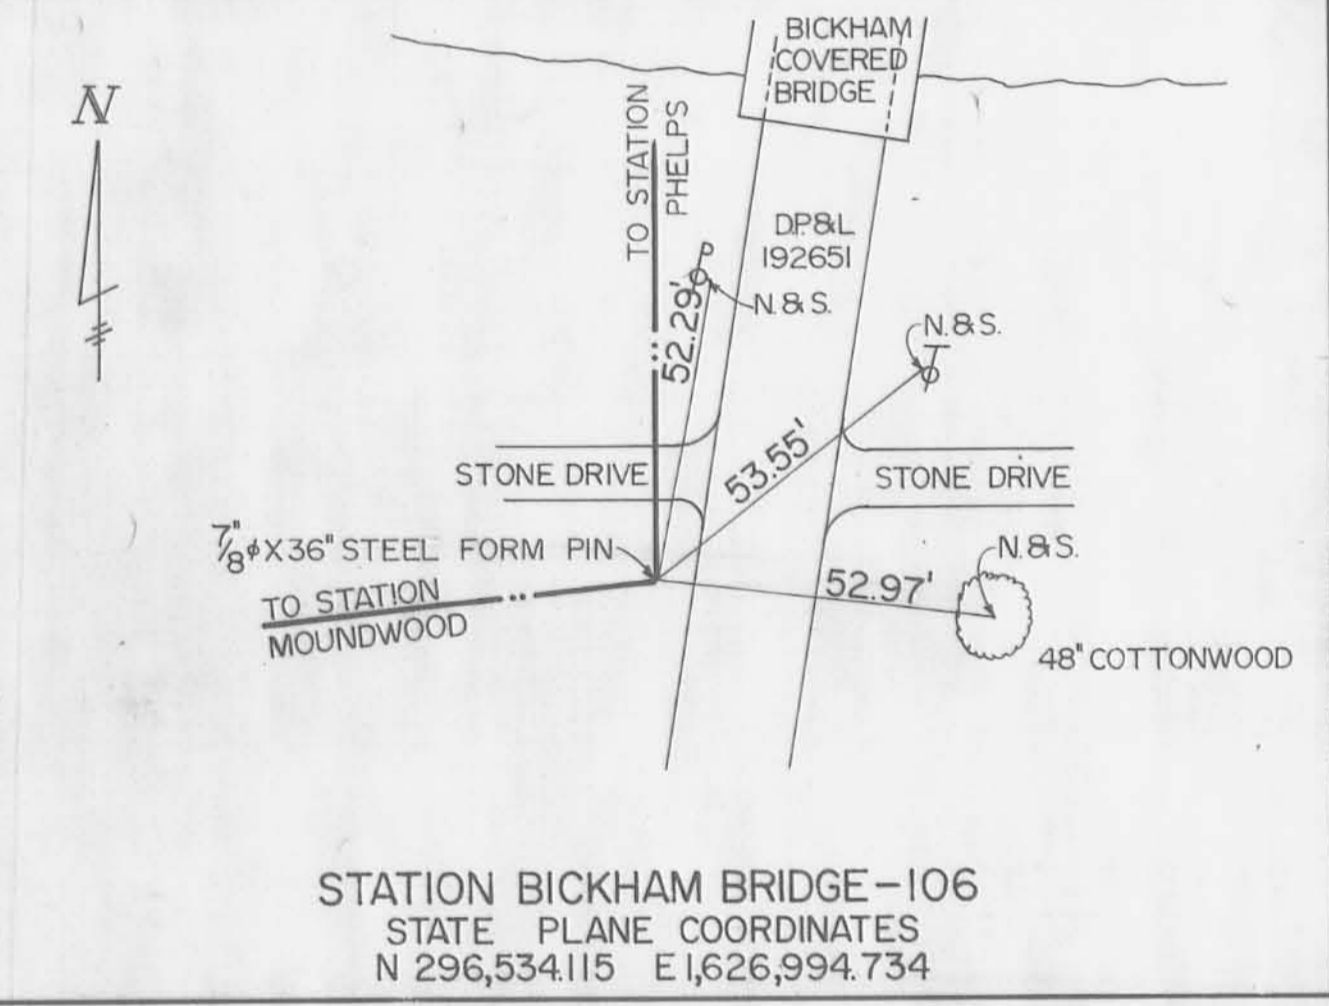 N
BICKHAM
COVERED
BRIDGE
TO STATION
PHELPS
D.P.&L
192651
P
N.&S.
52.29'
N.&S.
T
53.55'
STONE DRIVE
STONE DRIVE
7/8"φX36" STEEL FORM PIN
N.&S.
52.97'
TO STATION
MOUNDWOOD
48" COTTONWOOD
STATION BICKHAM BRIDGE-106
STATE PLANE COORDINATES
N 296,534.115 E 1,626,994.734